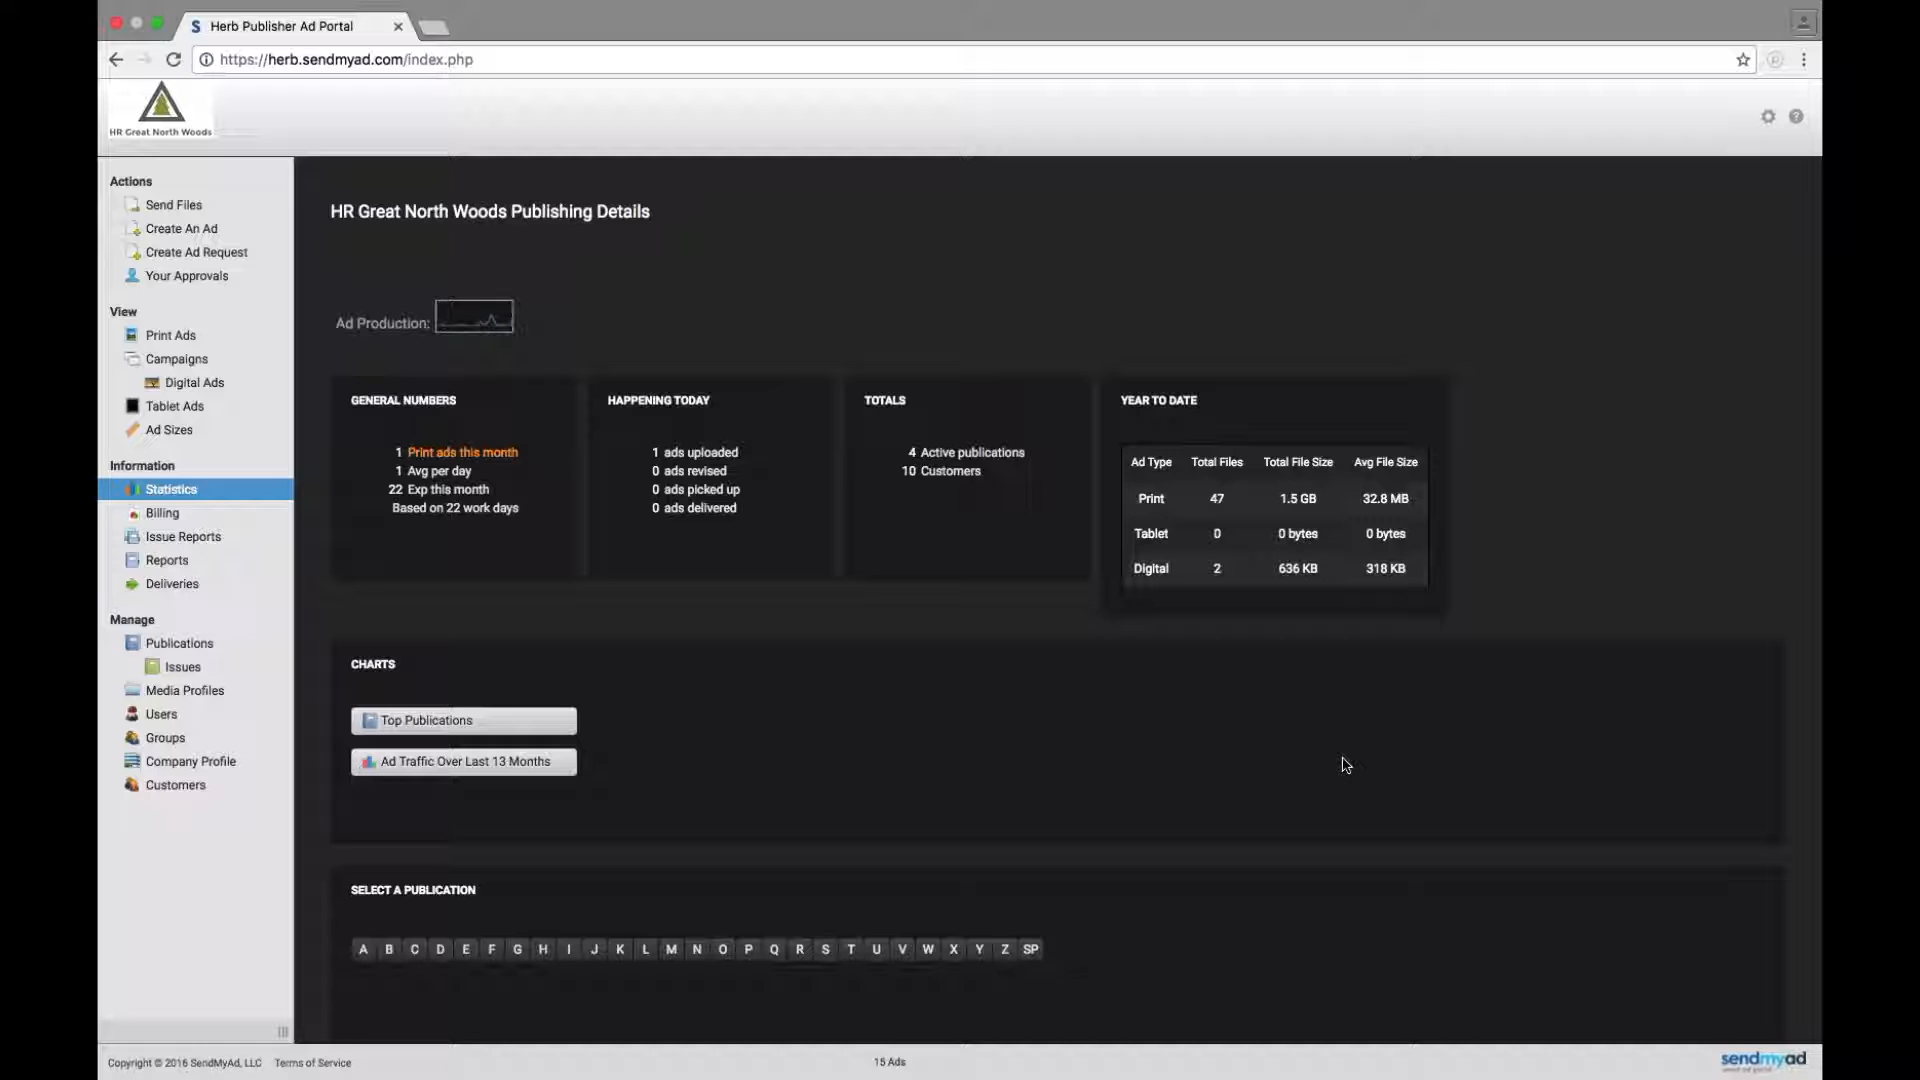 Herb Publisher Ad Portal
https://herb.sendmyad.com/index.php
HR Great North Woods
Actions
Send Files
Create An Ad
Create Ad Request
Your Approvals
View
Print Ads
Campaigns
Digital Ads
Tablet Ads
Ad Sizes
Information
Statistics
Billing
Issue Reports
Reports
Deliveries
Manage
Publications
Issues
Media Profiles
Users
Groups
Company Profile
Customers
HR Great North Woods Publishing Details
Ad Production:
GENERAL NUMBERS
1 Print ads this month
1 Avg per day
22 Exp this month
Based on 22 work days
HAPPENING TODAY
1 ads uploaded
0 ads revised
0 ads picked up
0 ads delivered
TOTALS
4 Active publications
10 Customers
YEAR TO DATE
Ad Type Total Files Total File Size Avg File Size
Print 47 1.5 GB 32.8 MB
Tablet 0 0 bytes 0 bytes
Digital 2 636 KB 318 KB
CHARTS
Top Publications
Ad Traffic Over Last 13 Months
SELECT A PUBLICATION
A B C D E F G H I J K L M N O P Q R S T U V W X Y Z SP
Copyright © 2016 SendMyAd, LLC Terms of Service
15 Ads
sendmyad